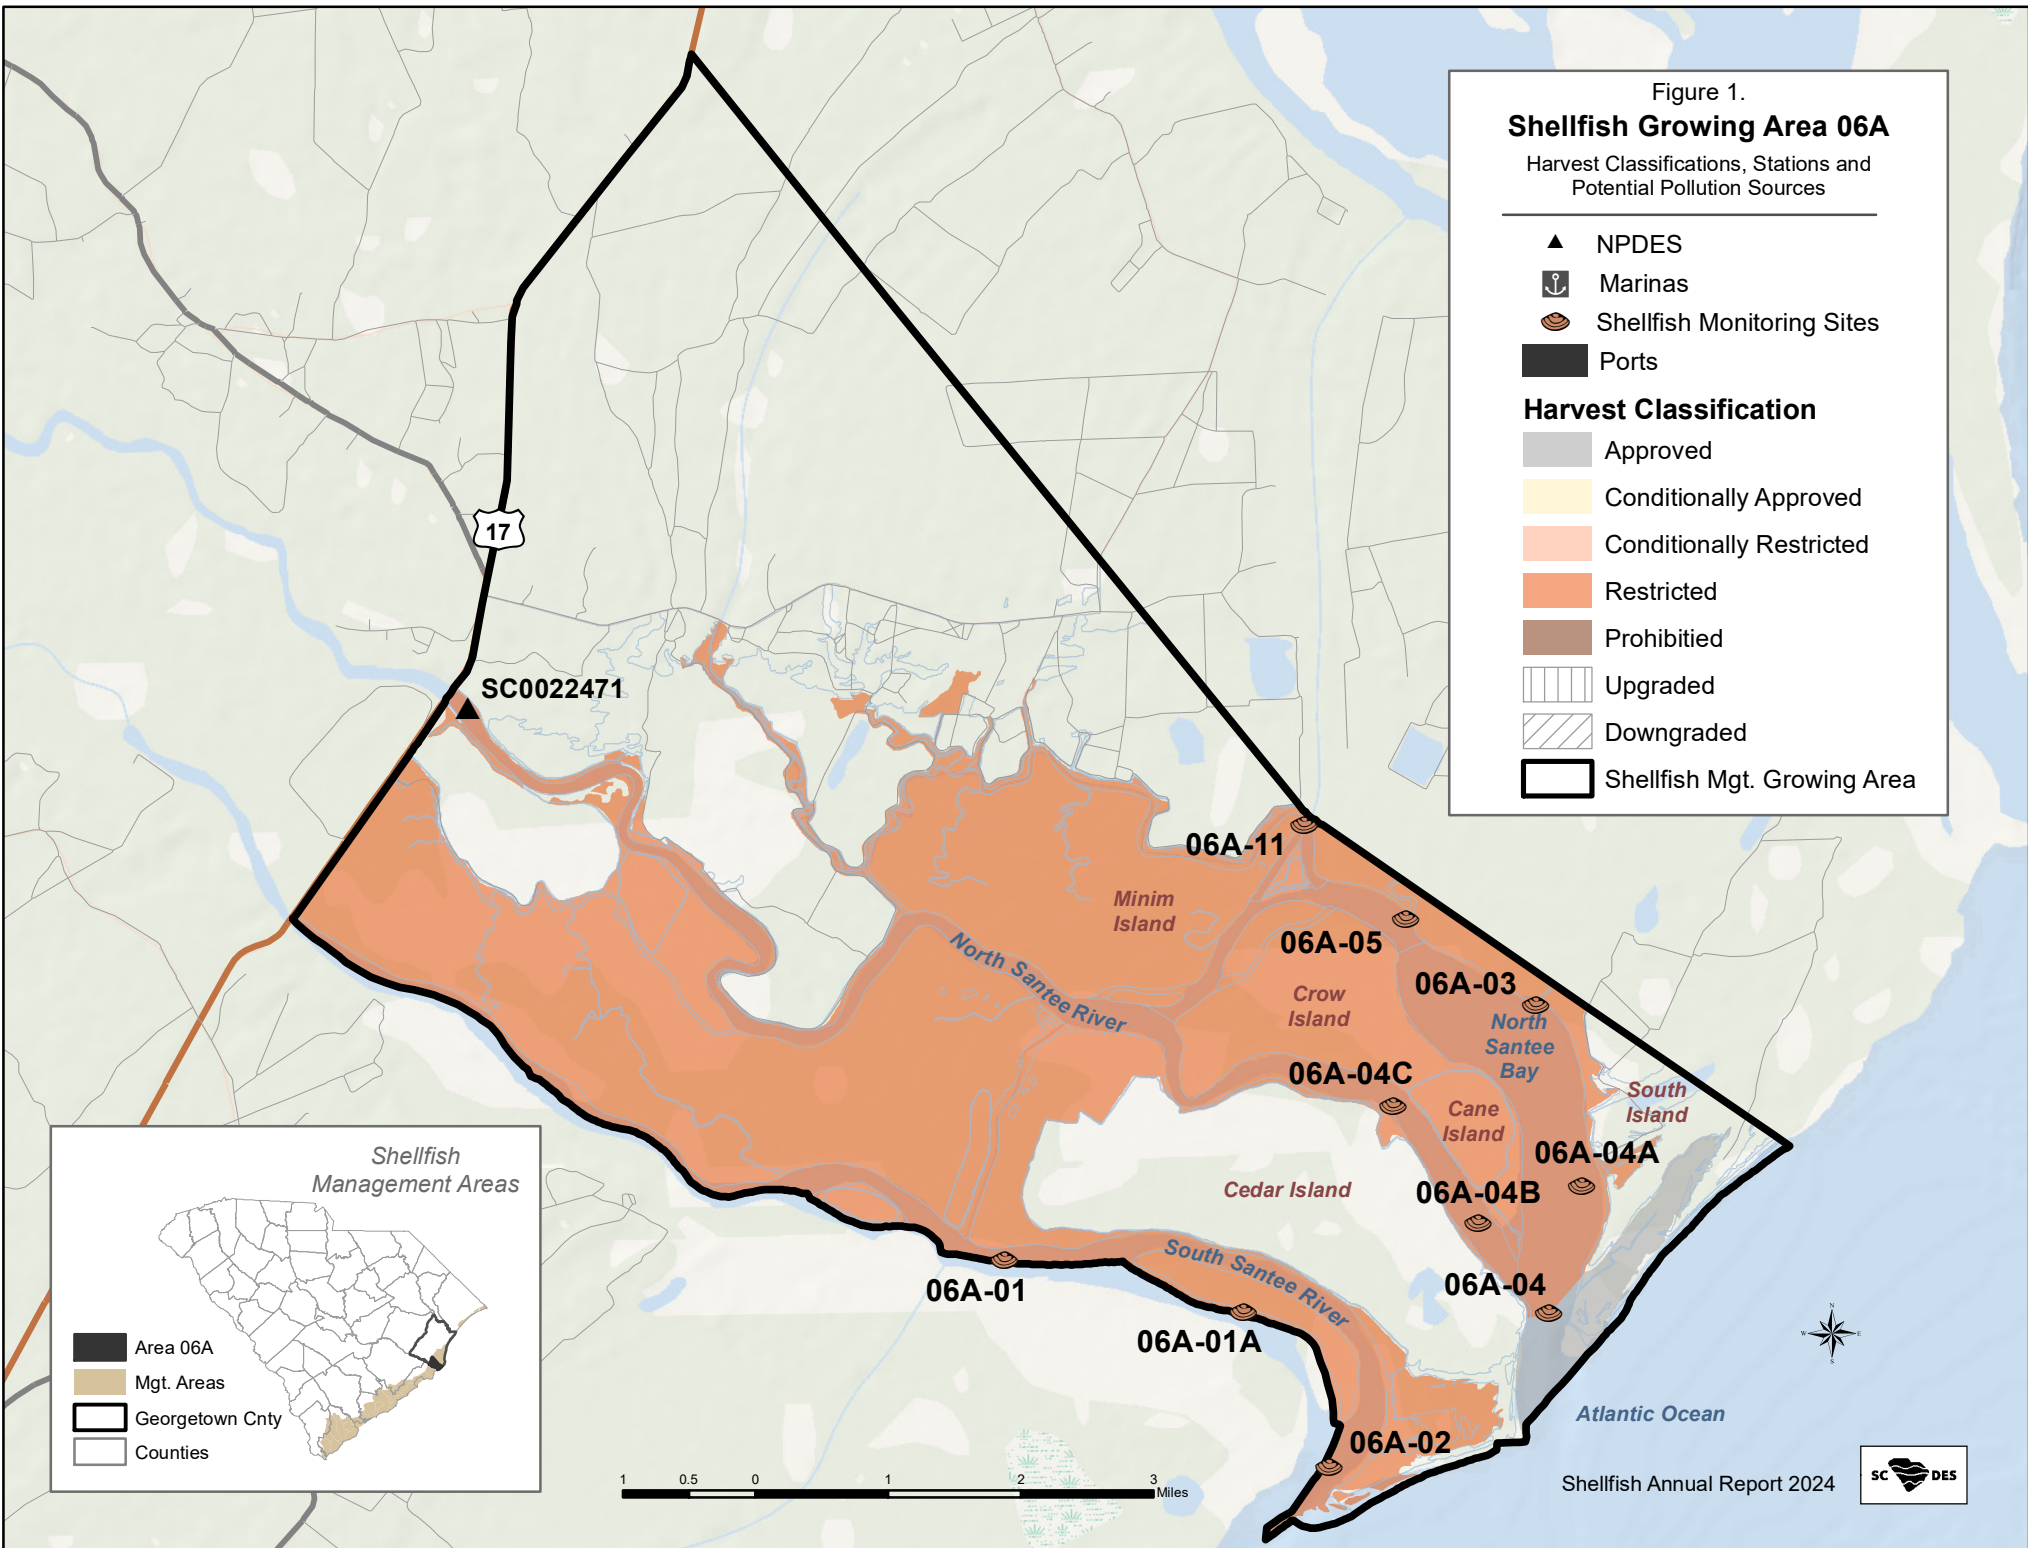 Figure 1.
Shellfish Growing Area 06A
Harvest Classifications, Stations and
Potential Pollution Sources
NPDES
Marinas
Shellfish Monitoring Sites
Ports
Harvest Classification
Approved
Conditionally Approved
Conditionally Restricted
Restricted
Prohibitied
Upgraded
Downgraded
Shellfish Mgt. Growing Area
17
SC0022471
06A-11
Minim
Island
06A-05
North Santee River
06A-03
Crow
Island
North
Santee
Bay
06A-04C
South
Island
Cane
Island
06A-04A
Cedar Island
06A-04B
South Santee River
06A-04
06A-01
06A-01A
06A-02
Atlantic Ocean
Shellfish
Management Areas
Area 06A
Mgt. Areas
Georgetown Cnty
Counties
1 0.5 0 1 2 3
Miles
N
W E
S
Shellfish Annual Report 2024
SC DES